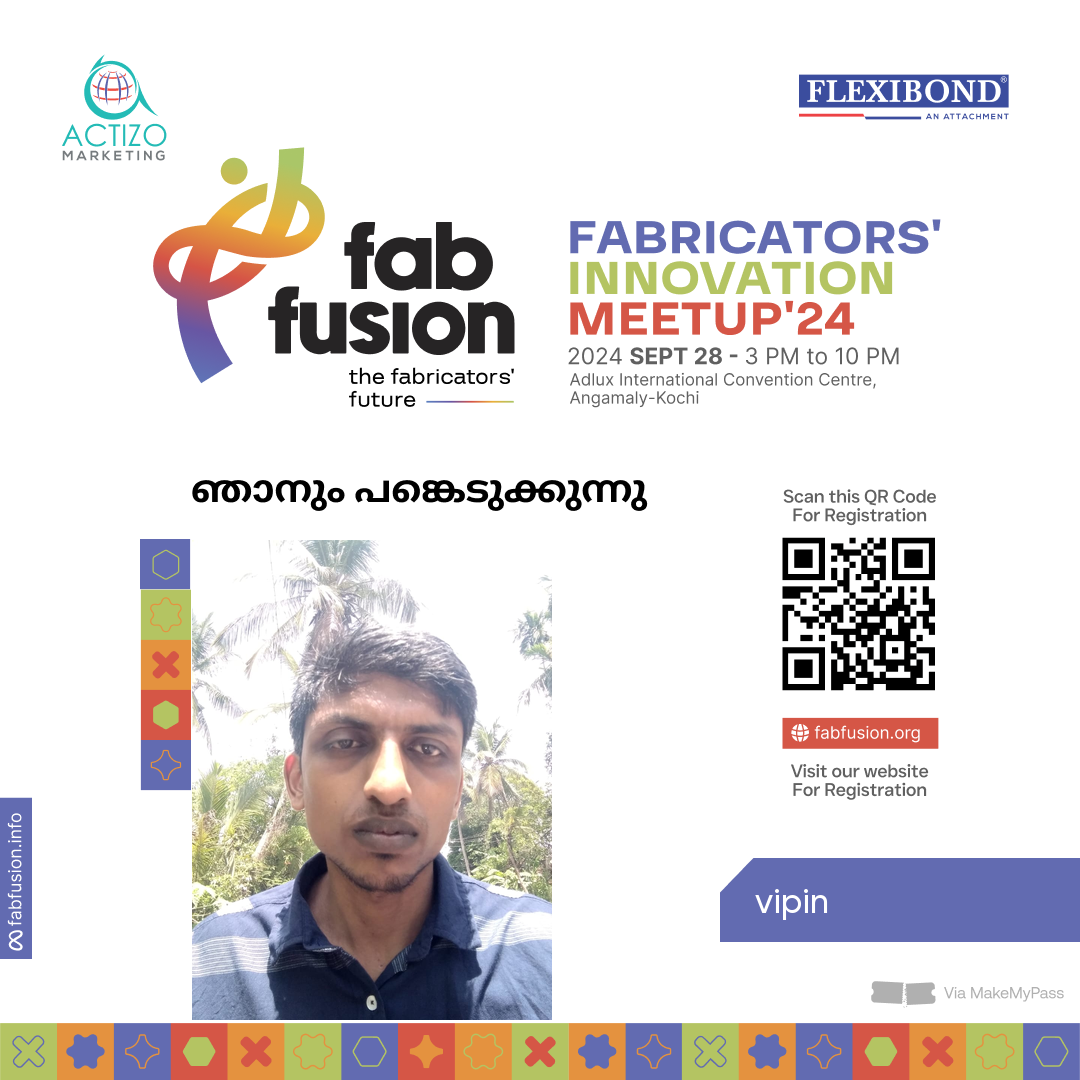 ACTIZO
MARKETING
FLEXIBOND®
AN ATTACHMENT
fab
fusion
the fabricators'
future
FABRICATORS'
INNOVATION
MEETUP'24
2024 SEPT 28 - 3 PM to 10 PM
Adlux International Convention Centre,
Angamaly-Kochi
ഞാനും പങ്കെടുക്കുന്നു
Scan this QR Code
For Registration
fabfusion.org
Visit our website
For Registration
fabfusion.info
vipin
Via MakeMyPass